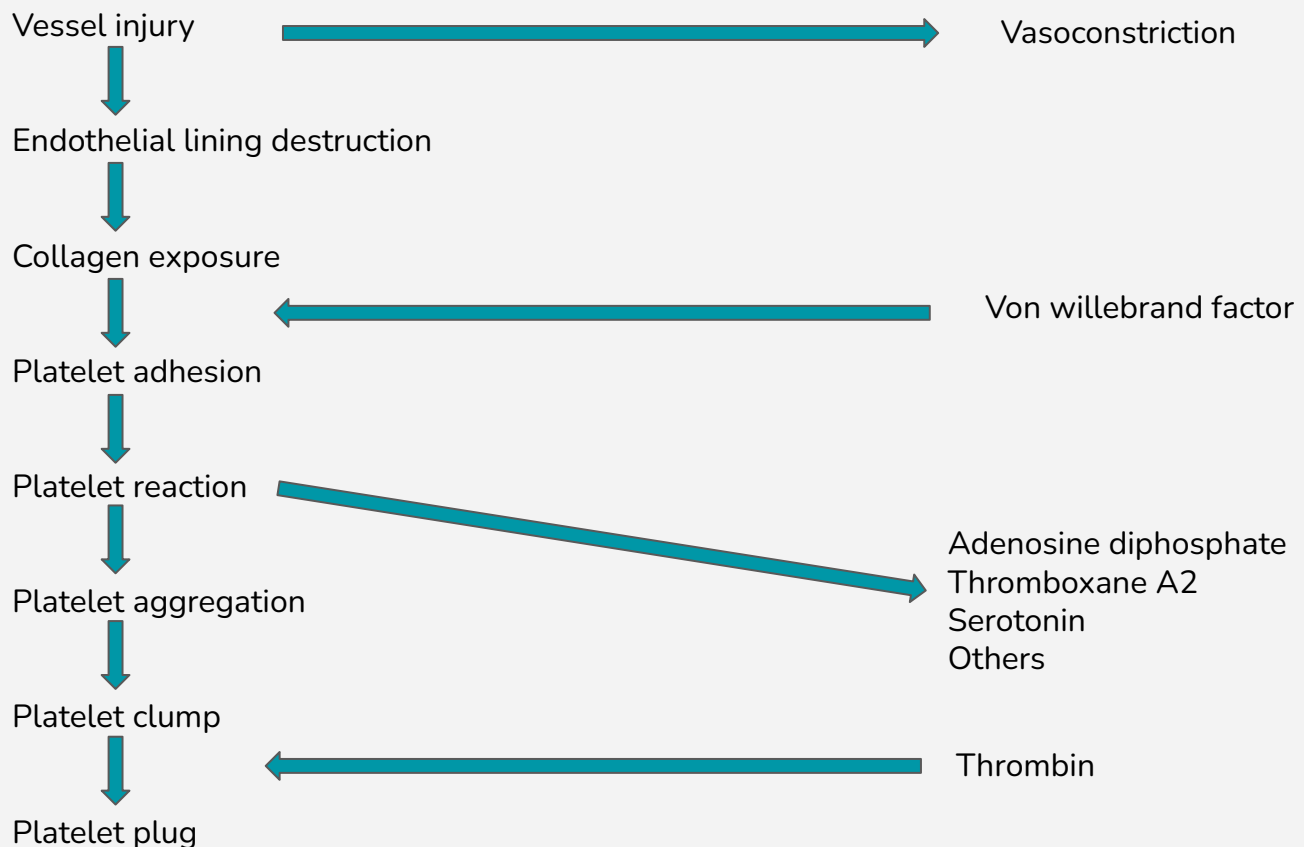 Vessel injury
Vasoconstriction
Endothelial lining destruction
Collagen exposure
Von willebrand factor
Platelet adhesion
Platelet reaction
Adenosine diphosphate
Thromboxane A2
Serotonin
Others
Platelet aggregation
Platelet clump
Thrombin
Platelet plug